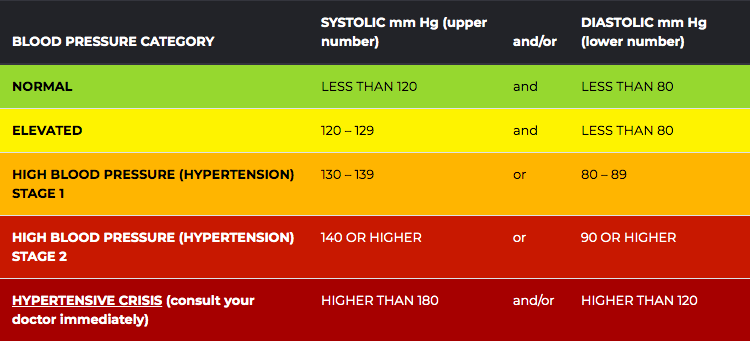 BLOOD PRESSURE CATEGORY SYSTOLIC mm Hg (upper number) and/or DIASTOLIC mm Hg (lower number)
NORMAL LESS THAN 120 and LESS THAN 80
ELEVATED 120 – 129 and LESS THAN 80
HIGH BLOOD PRESSURE (HYPERTENSION) STAGE 1 130 – 139 or 80 – 89
HIGH BLOOD PRESSURE (HYPERTENSION) STAGE 2 140 OR HIGHER or 90 OR HIGHER
HYPERTENSIVE CRISIS (consult your doctor immediately) HIGHER THAN 180 and/or HIGHER THAN 120